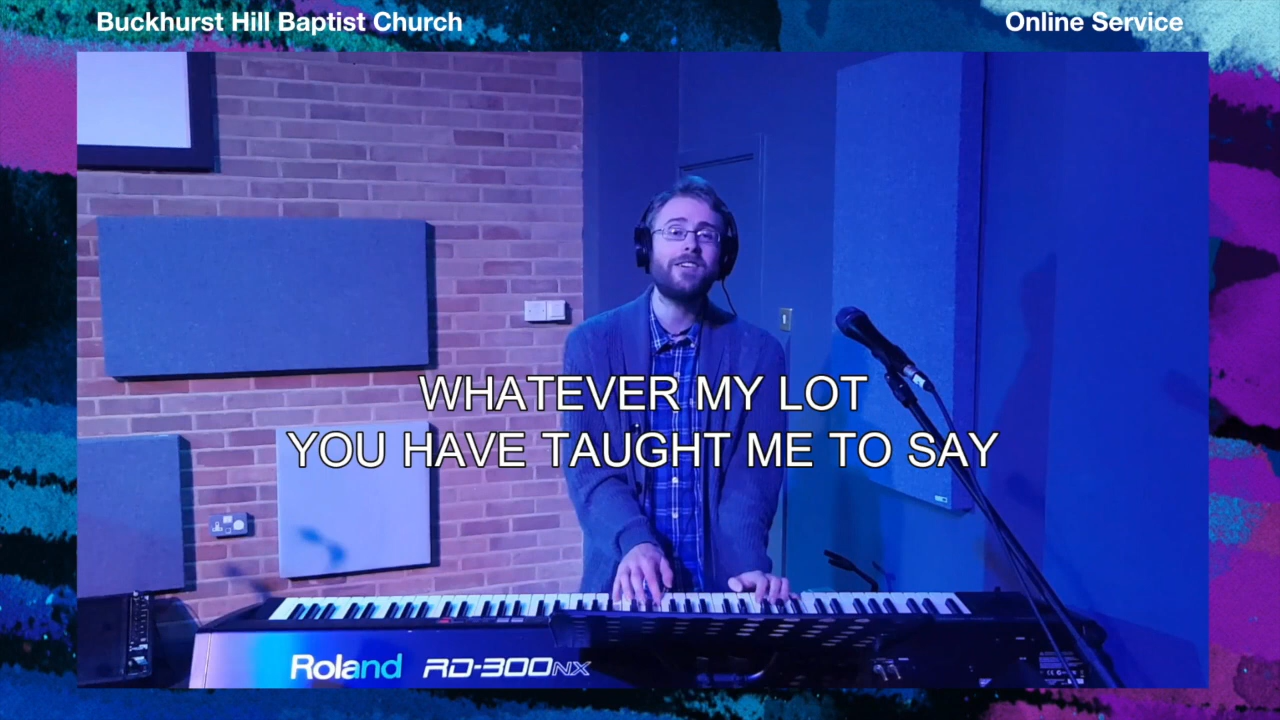 Buckhurst Hill Baptist Church
Online Service
WHATEVER MY LOT
YOU HAVE TAUGHT ME TO SAY
Roland RD-300NX